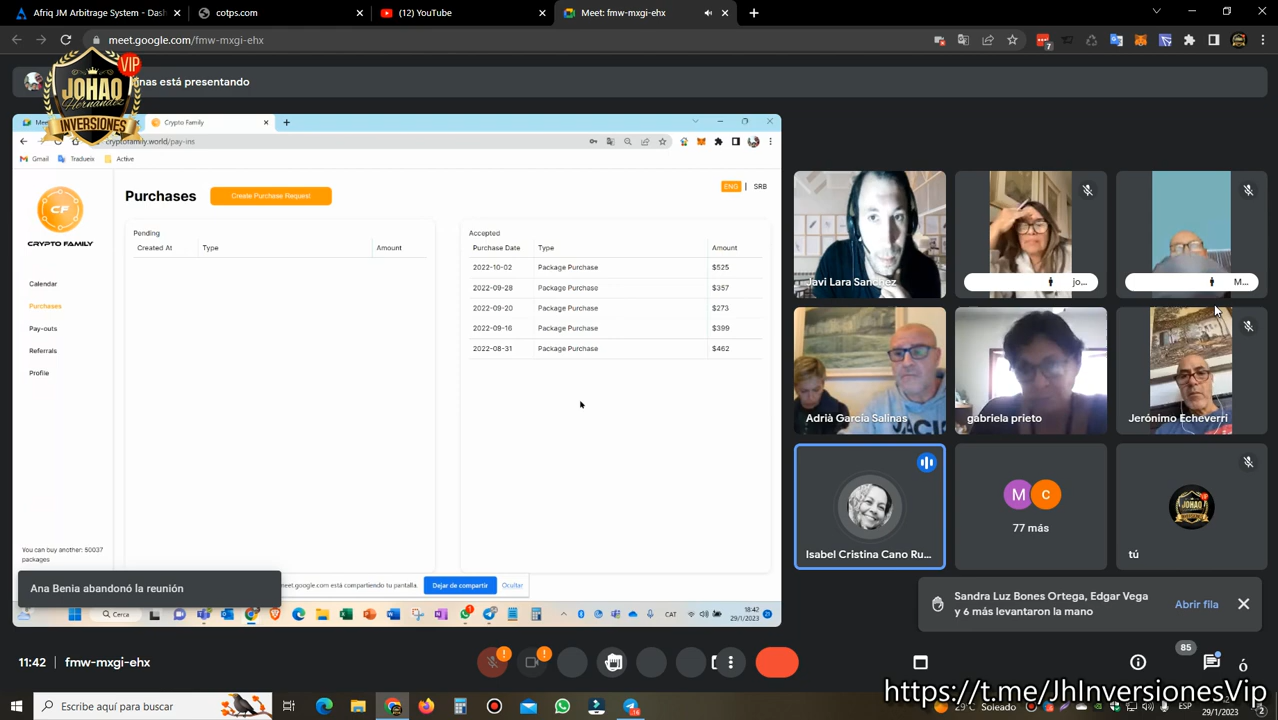 Afriq JM Arbitrage System - Das
cotps.com
(12) YouTube
Meet: fmw-mxgi-ehx
meet.google.com/fmw-mxgi-ehx
VIP
JOHAO
Hernández
INVERSIONES
nas está presentando
Crypto Family
cryptofamily.world/pay-ins
Gmail
Tradueix
Active
CF
CRYPTO FAMILY
Calendar
Purchases
Pay-outs
Referrals
Profile
You can buy another: 50037
packages
Purchases
Create Purchase Request
ENG | SRB
Pending
Created At Type Amount
Accepted
Purchase Date Type Amount
2022-10-02 Package Purchase $525
2022-09-28 Package Purchase $357
2022-09-20 Package Purchase $273
2022-09-16 Package Purchase $399
2022-08-31 Package Purchase $462
meet.google.com está compartiendo tu pantalla.
Dejar de compartir
Ocultar
Ana Benia abandonó la reunión
Cerca
CAT
18:42
29/1/2023
Javi Lara Sanchez
jo...
M...
Adrià García Salinas
gabriela prieto
Jerónimo Echeverri
Isabel Cristina Cano Ru...
M
C
77 más
tú
Sandra Luz Bones Ortega, Edgar Vega
y 6 más levantaron la mano
Abrir fila
11:42
fmw-mxgi-ehx
85
https://t.me/JhInversionesVip
Escribe aquí para buscar
Soleado
ESP
29/1/2023